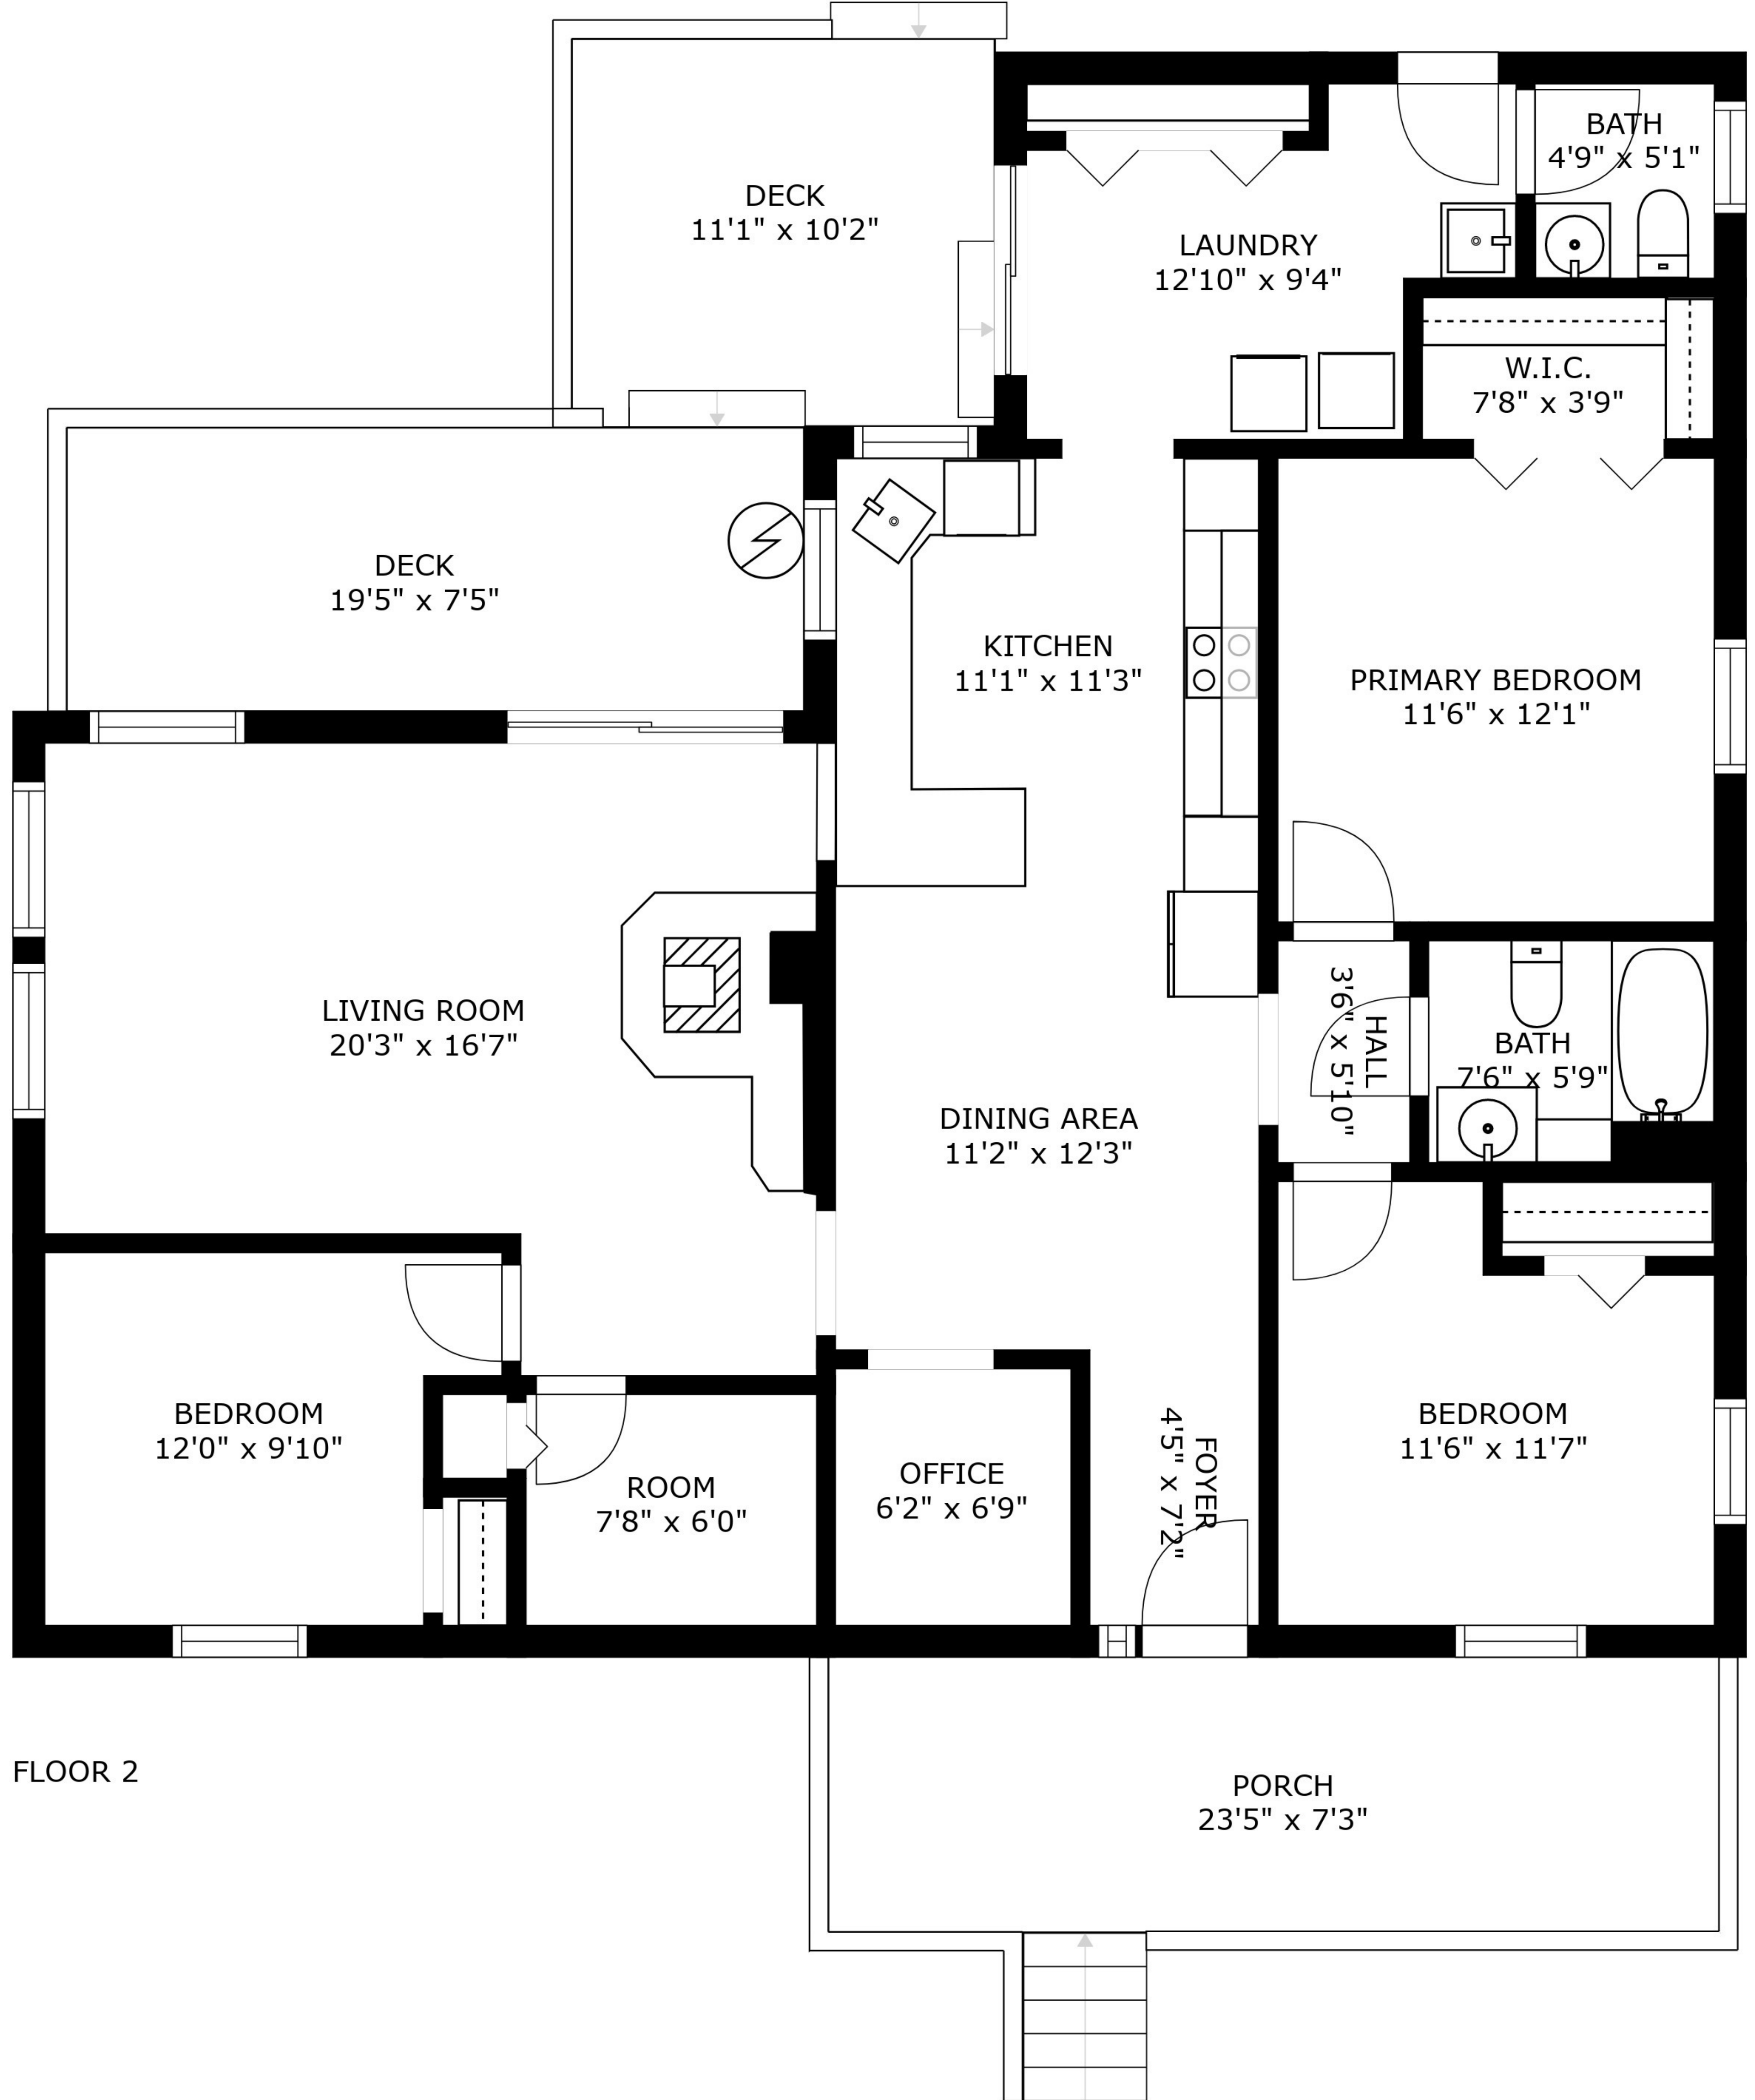 BATH
4'9" x 5'1"
DECK
11'1" x 10'2"
LAUNDRY
12'10" x 9'4"
W.I.C.
7'8" x 3'9"
DECK
19'5" x 7'5"
KITCHEN
11'1" x 11'3"
PRIMARY BEDROOM
11'6" x 12'1"
LIVING ROOM
20'3" x 16'7"
HALL
3'6" x 5'10"
BATH
7'6" x 5'9"
DINING AREA
11'2" x 12'3"
BEDROOM
12'0" x 9'10"
ROOM
7'8" x 6'0"
OFFICE
6'2" x 6'9"
FOYER
4'5" x 7'2"
BEDROOM
11'6" x 11'7"
FLOOR 2
PORCH
23'5" x 7'3"